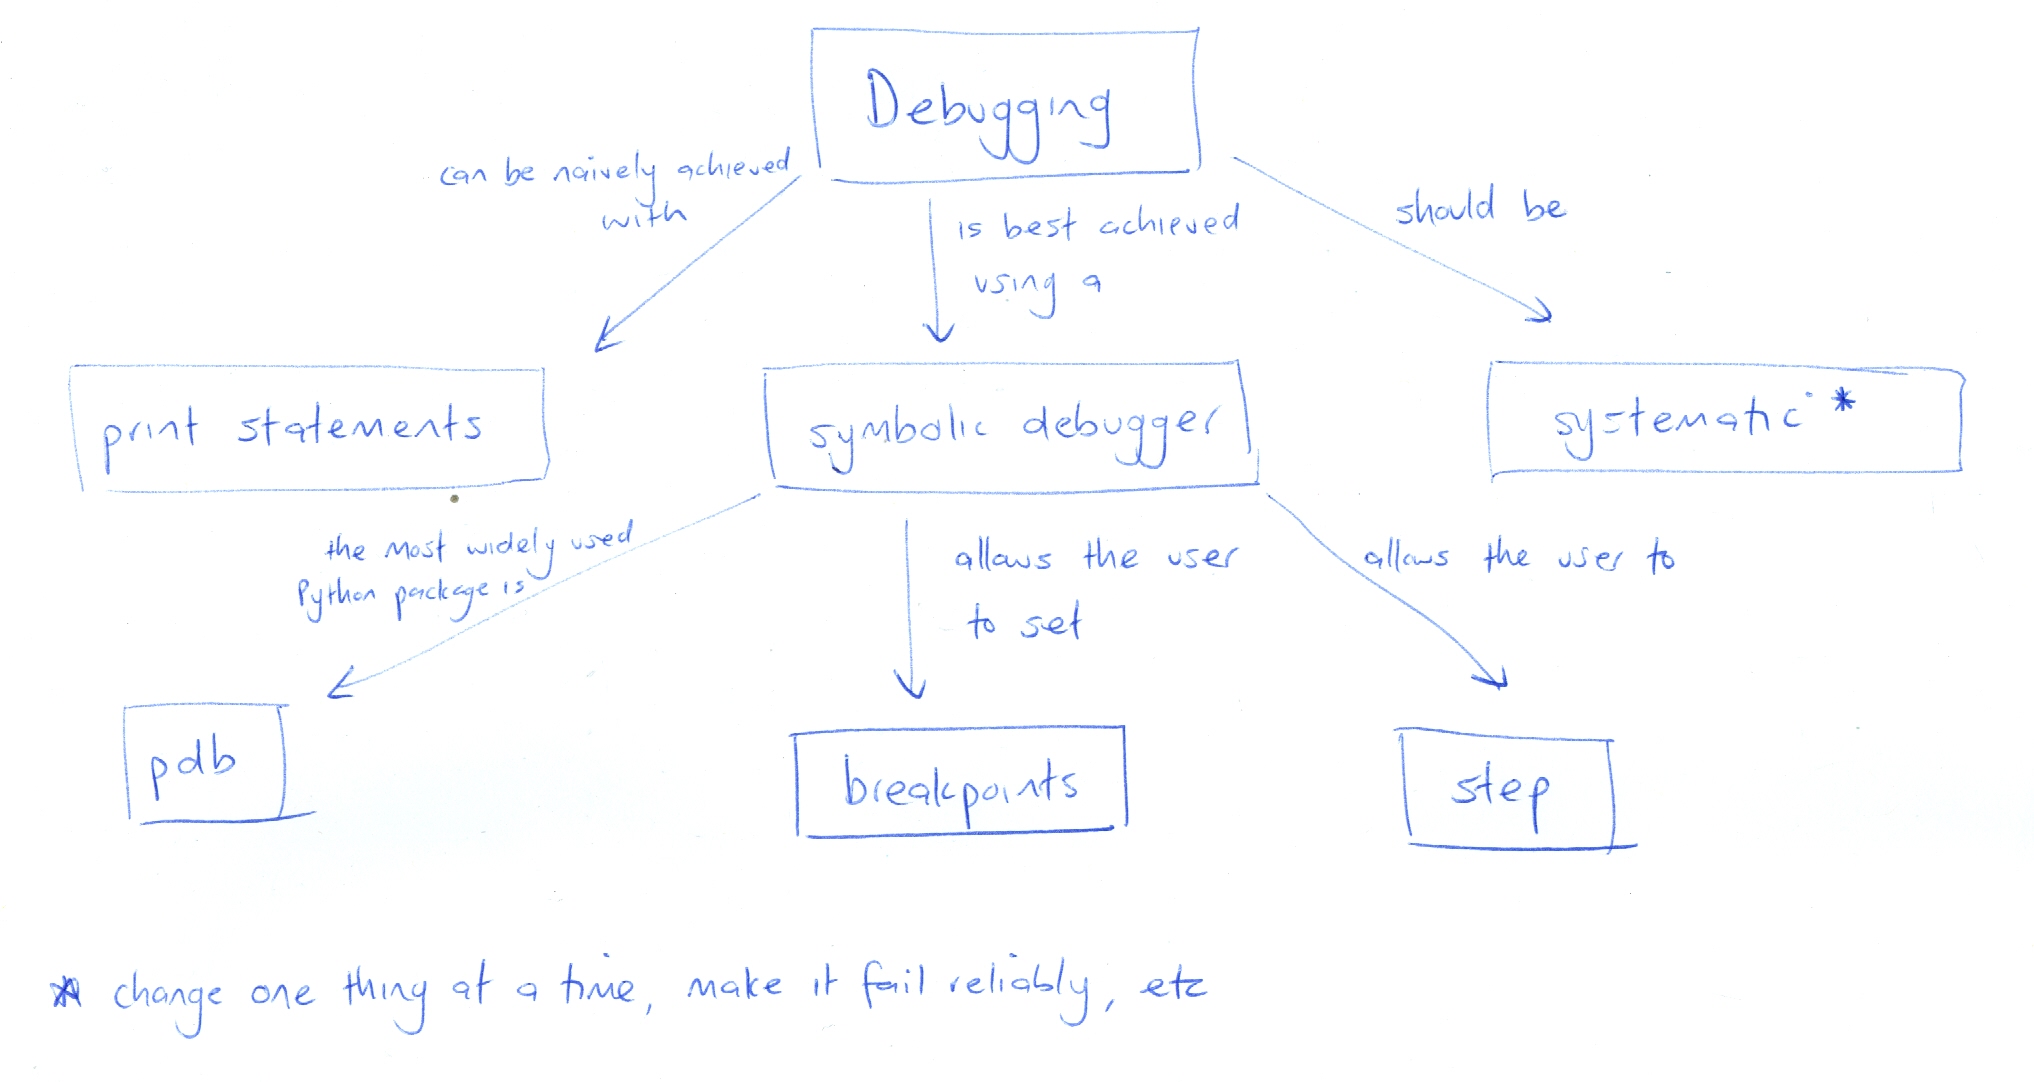 Debugging
can be naively achieved
with
is best achieved
using a
should be
print statements
symbolic debugger
systematic *
the most widely used
Python package is
allows the user
to set
allows the user to
pdb
breakpoints
step
* change one thing at a time, make it fail reliably, etc